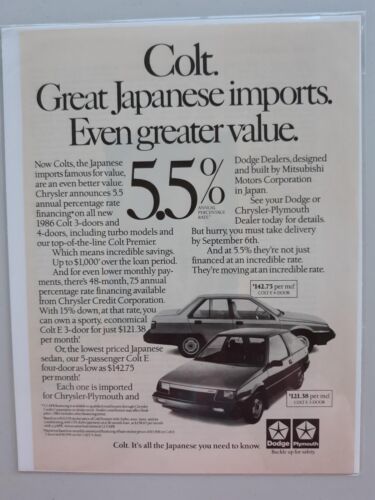 Colt.
Great Japanese imports.
Even greater value.
Now Colts, the Japanese
imports famous for value,
are an even better value.
Chrysler announces 5.5
annual percentage rate
financing* on all new
1986 Colt 3-doors and
4-doors, including turbo models and
our top-of-the-line Colt Premier.
Which means incredible savings.
Up to $1,000† over the loan period.
And for even lower monthly pay-
ments, there's 48-month, 7.5 annual
percentage rate financing available
from Chrysler Credit Corporation.
With 15% down, at that rate, you
can own a sporty, economical
Colt E 3-door for just $121.38
per month!
Or, the lowest priced Japanese
sedan, our 5-passenger Colt E
four-door as low as $142.75
per month!
Each one is imported
for Chrysler-Plymouth and
5.5%
ANNUAL
PERCENTAGE
RATE
Dodge Dealers, designed
and built by Mitsubishi
Motors Corporation
in Japan.
See your Dodge or
Chrysler-Plymouth
Dealer today for details.
But hurry, you must take delivery
by September 6th.
And at 5.5% they're not just
financed at an incredible rate.
They're moving at an incredible rate.
$142.75 per mo!
COLT E 4-DOOR
$121.38 per mo!
COLT E 3-DOOR
Dodge Plymouth
Buckle up for safety.
Colt. It's all the Japanese you need to know.